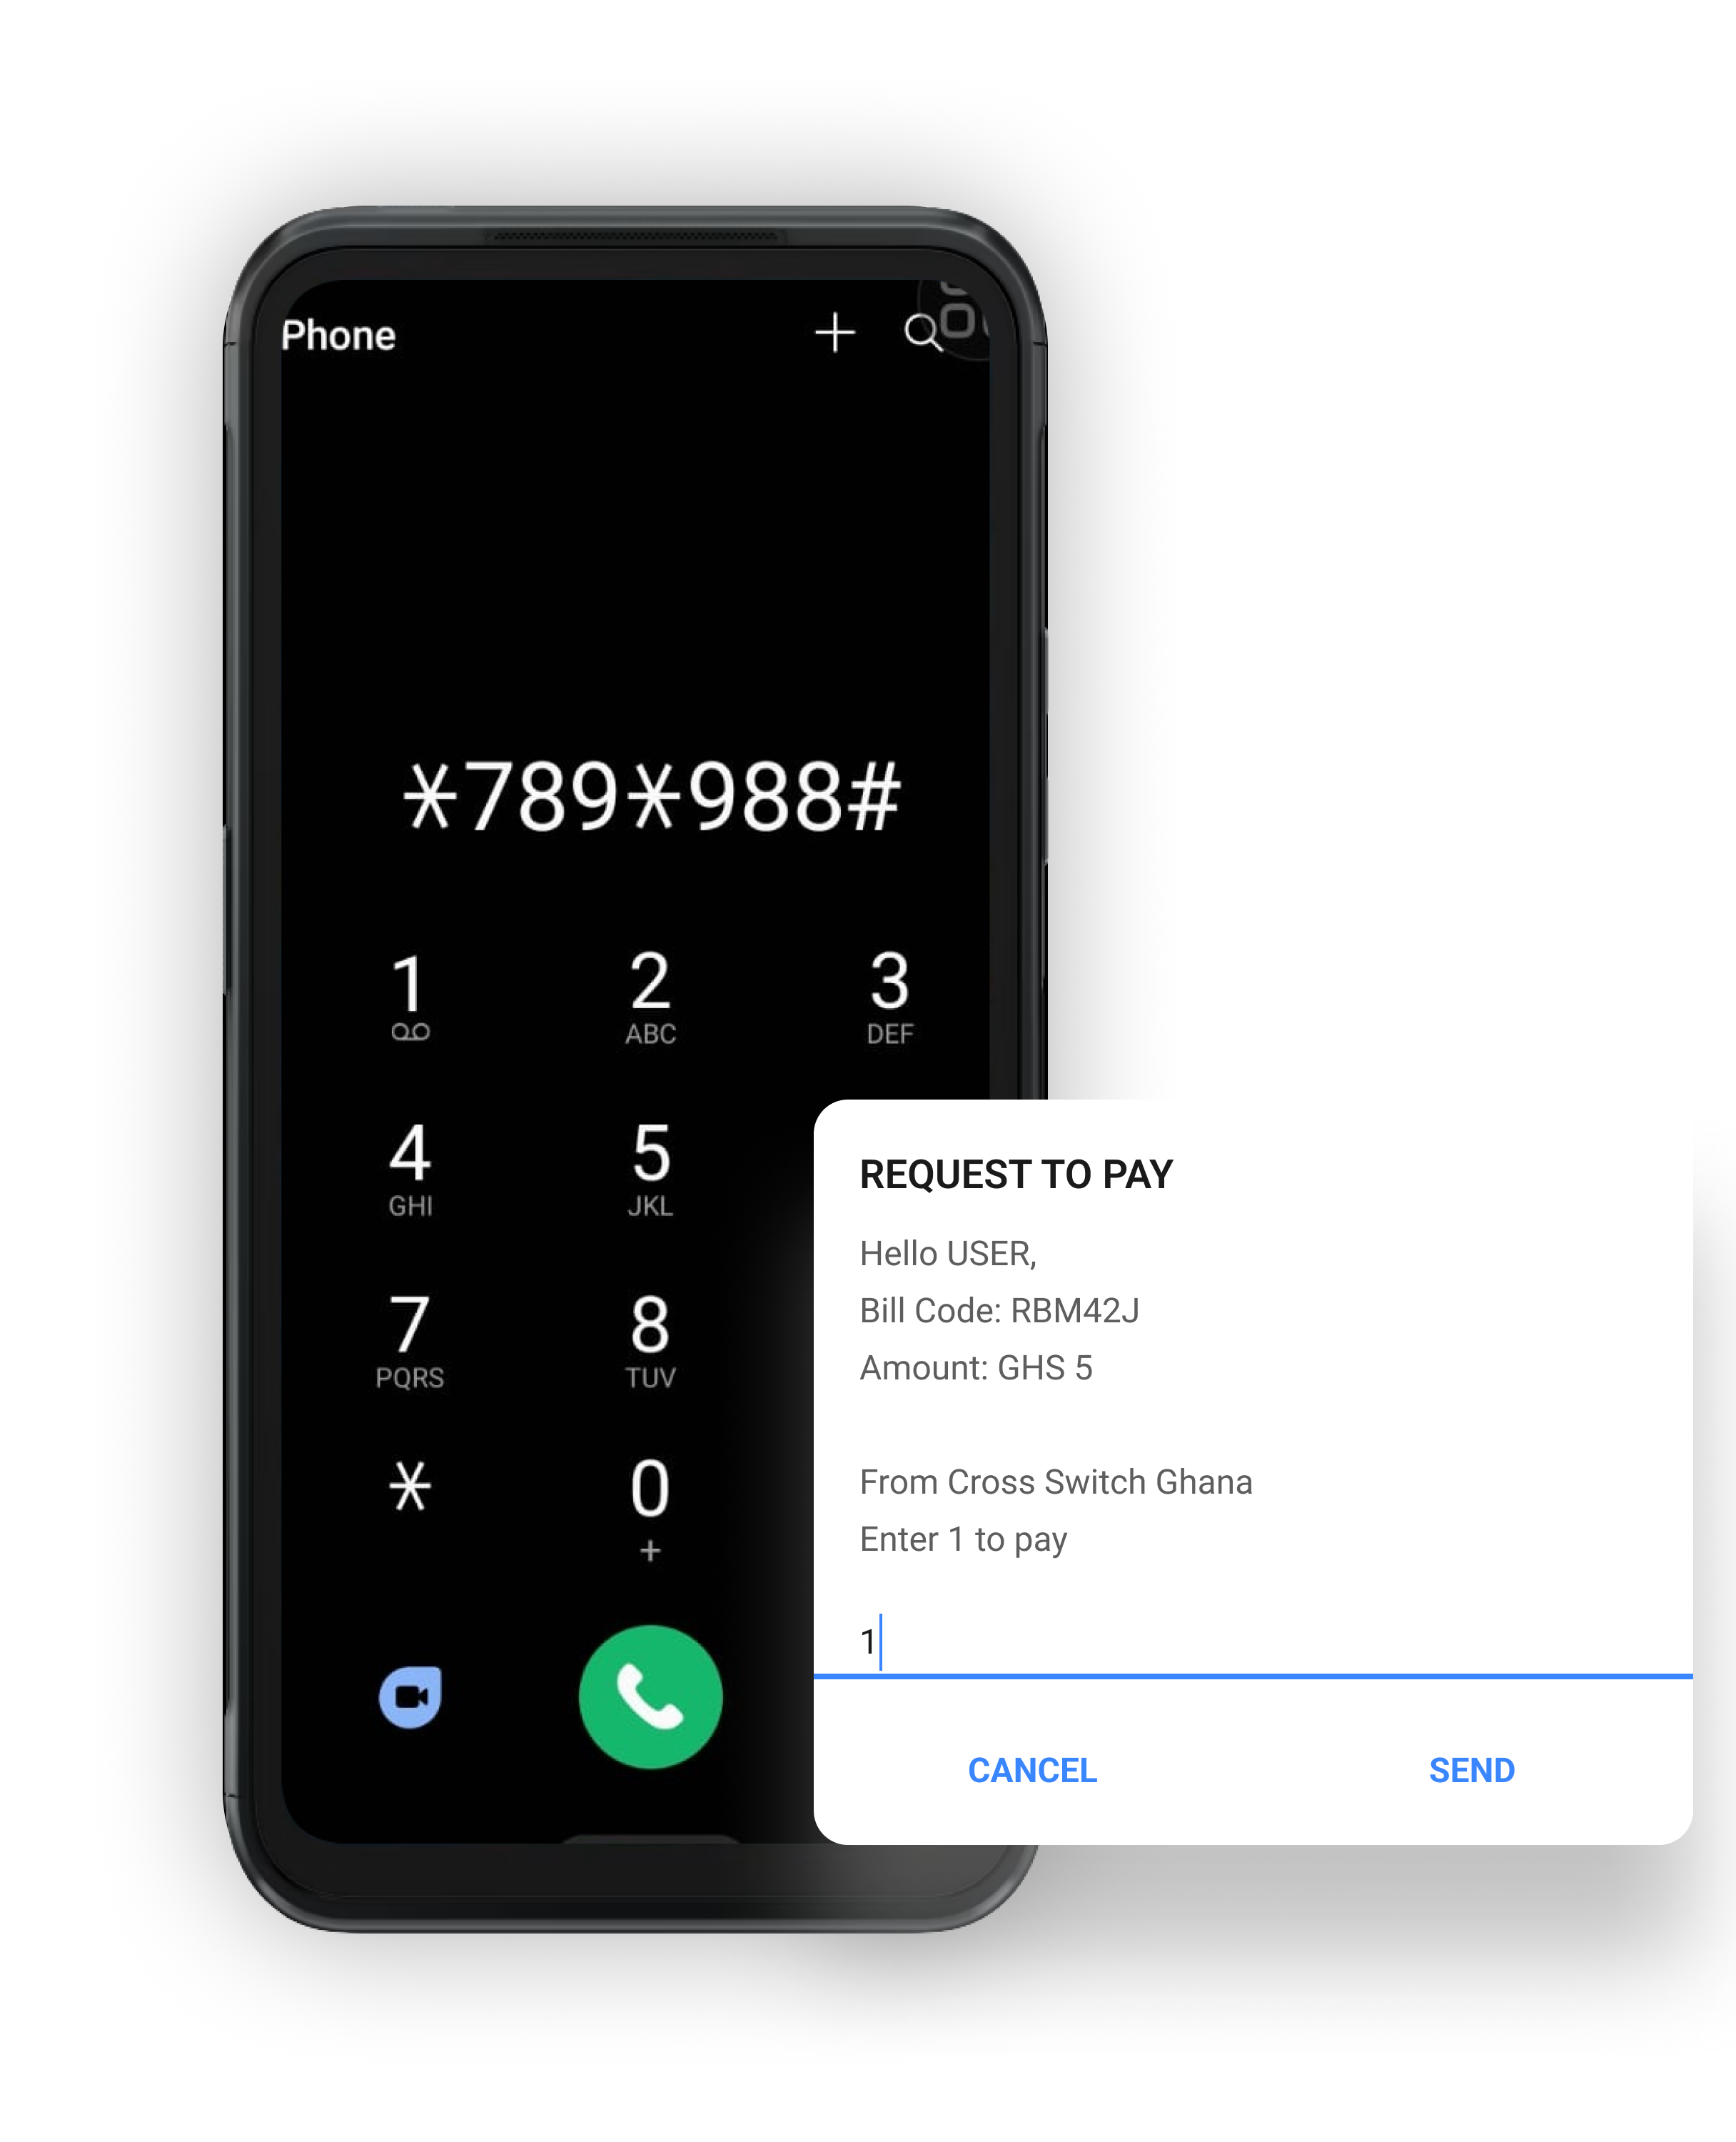 Phone
*789*988#
1 2 3
ABC DEF
4 5
GHI JKL
7 8
PQRS TUV
* 0
+
REQUEST TO PAY
Hello USER,
Bill Code: RBM42J
Amount: GHS 5
From Cross Switch Ghana
Enter 1 to pay
1
CANCEL SEND